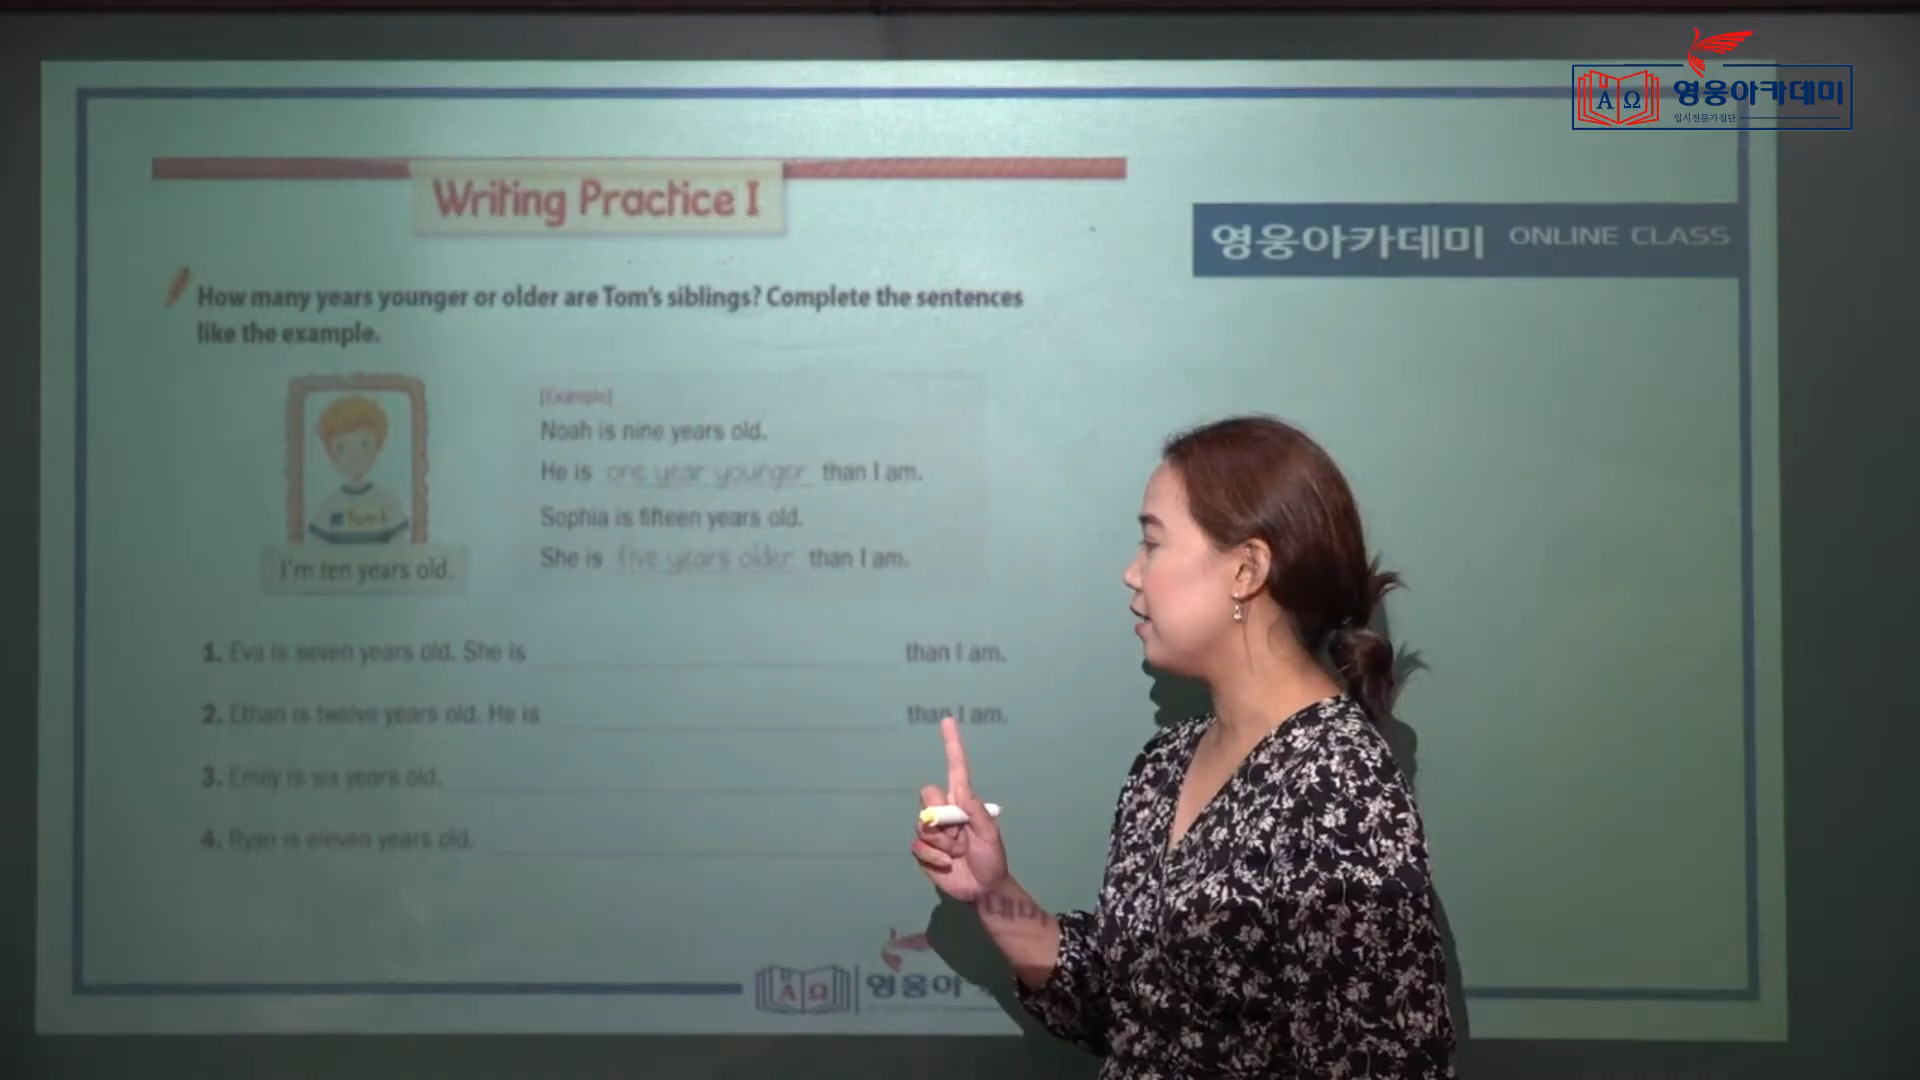 영웅아카데미
입시전문가집단
A Ω
Writing Practice I
영웅아카데미 ONLINE CLASS
How many years younger or older are Tom's siblings? Complete the sentences
like the example.
[Example]
Noah is nine years old.
He is one year younger than I am.
Sophia is fifteen years old.
She is five years older than I am.
Tom
I'm ten years old.
1. Eva is seven years old. She is than I am.
2. Ethan is twelve years old. He is than I am.
3. Emily is six years old.
4. Ryan is eleven years old.
데미
A Ω 영웅아